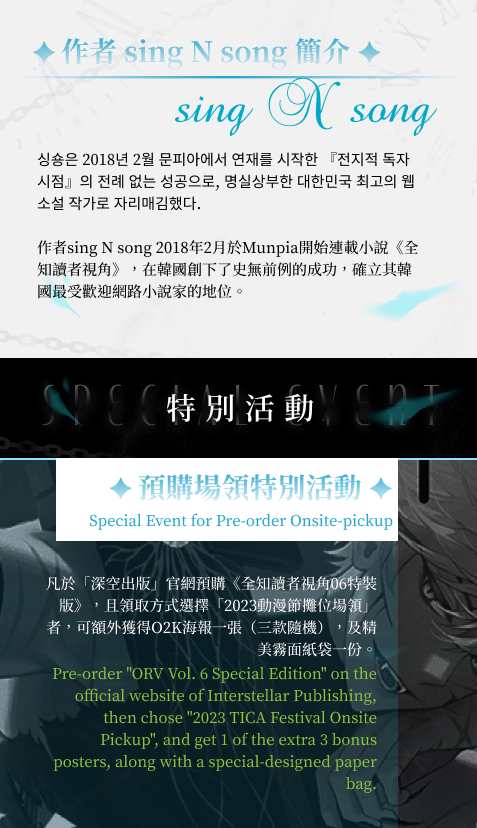 作者 sing N song 簡介
sing N song
싱숑은 2018년 2월 문피아에서 연재를 시작한 『전지적 독자
시점』의 전례 없는 성공으로, 명실상부한 대한민국 최고의 웹
소설 작가로 자리매김했다.
作者sing N song 2018年2月於Munpia開始連載小說《全
知讀者視角》，在韓國創下了史無前例的成功，確立其韓
國最受歡迎網路小說家的地位。
SPECIAL EVENT
特別活動
預購場領特別活動
Special Event for Pre-order Onsite-pickup
凡於「深空出版」官網預購《全知讀者視角06特裝
版》，且領取方式選擇「2023動漫節攤位場領」
者，可額外獲得O2K海報一張（三款隨機），及精
美霧面紙袋一份。
Pre-order "ORV Vol. 6 Special Edition" on the
official website of Interstellar Publishing,
then chose "2023 TICA Festival Onsite
Pickup", and get 1 of the extra 3 bonus
posters, along with a special-designed paper
bag.